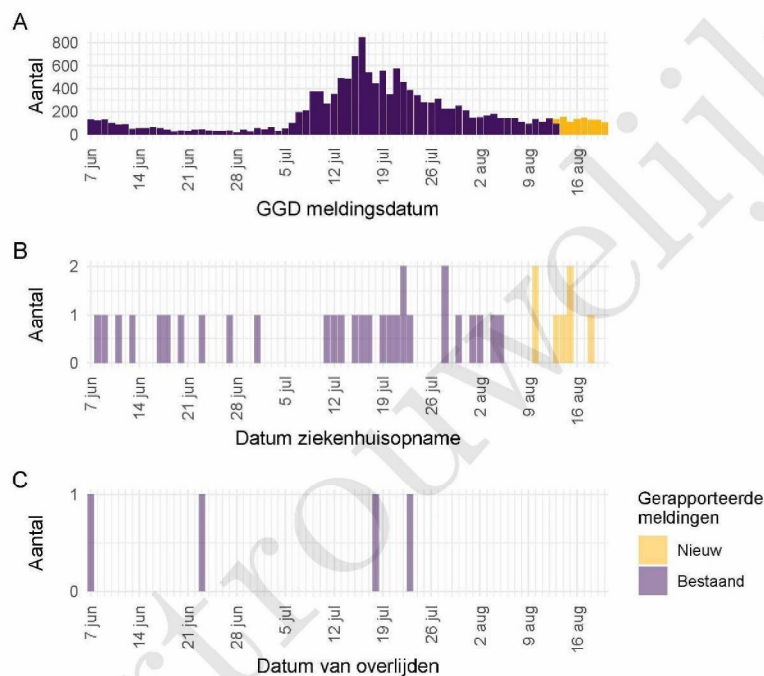 A
Aantal
800
600
400
200
0
7 jun
14 jun
21 jun
28 jun
5 jul
12 jul
19 jul
26 jul
2 aug
9 aug
16 aug
GGD meldingsdatum
B
Aantal
2
1
0
7 jun
14 jun
21 jun
28 jun
5 jul
12 jul
19 jul
26 jul
2 aug
9 aug
16 aug
Datum ziekenhuisopname
C
Aantal
1
0
7 jun
14 jun
21 jun
28 jun
5 jul
12 jul
19 jul
26 jul
2 aug
9 aug
16 aug
Datum van overlijden
Gerapporteerde
meldingen
Nieuw
Bestaand
rtrouwelijk